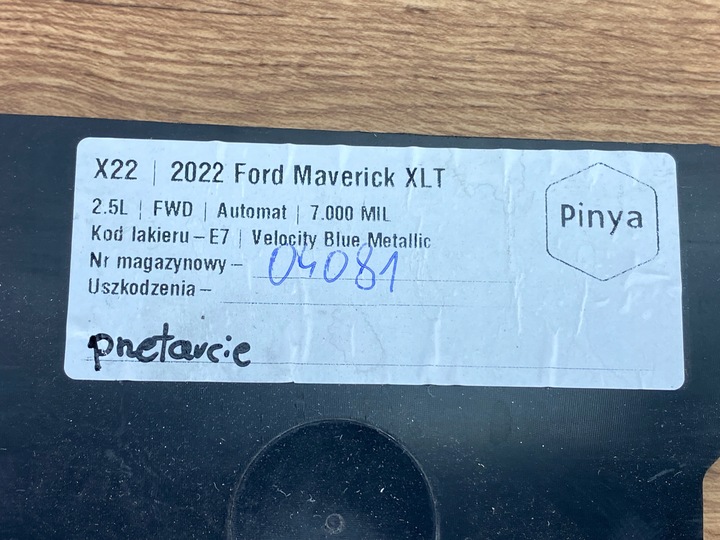 X22 | 2022 Ford Maverick XLT
Pinya
2.5L | FWD | Automat | 7.000 MIL
Kod lakieru – E7 | Velocity Blue Metallic
Nr magazynowy – 04081
Uszkodzenia –
przetarcie